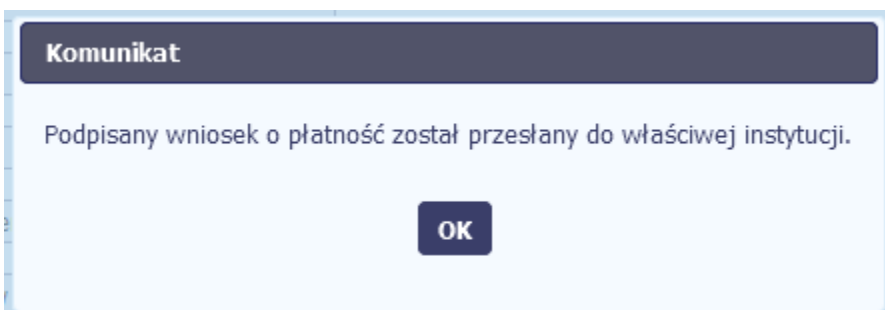 Komunikat
Podpisany wniosek o płatność został przesłany do właściwej instytucji.
OK